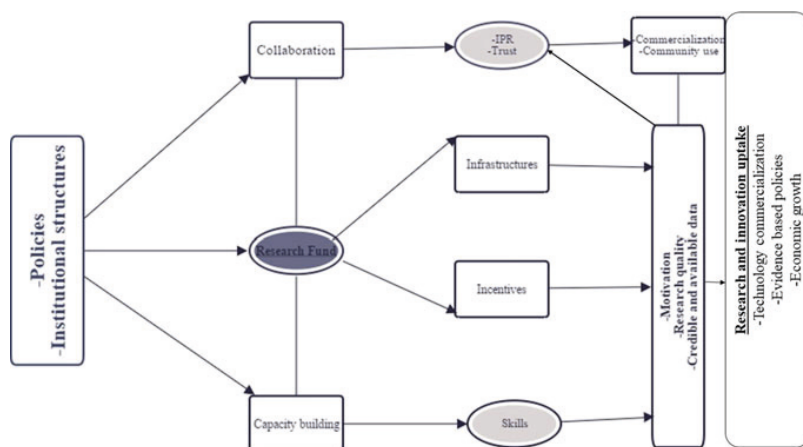 -Policies
-Institutional structures
Collaboration
Research Fund
Capacity building
-IPR
-Trust
Infrastructures
Incentives
Skills
-Commercialization
-Community use
-Motivation
-Research quality
-Credible and available data
Research and innovation uptake
-Technology commercialization
-Evidence based policies
-Economic growth